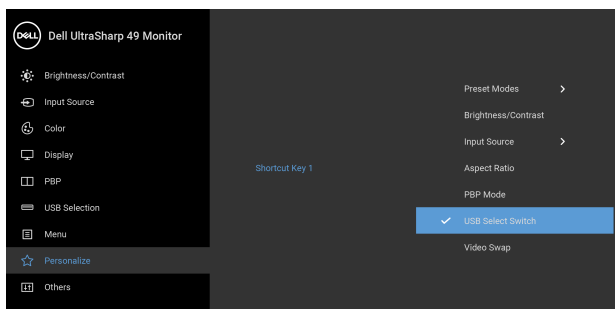 DELL
Dell UltraSharp 49 Monitor
Brightness/Contrast
Input Source
Color
Display
PBP
USB Selection
Menu
Personalize
Others
Shortcut Key 1
Preset Modes
Brightness/Contrast
Input Source
Aspect Ratio
PBP Mode
USB Select Switch
Video Swap